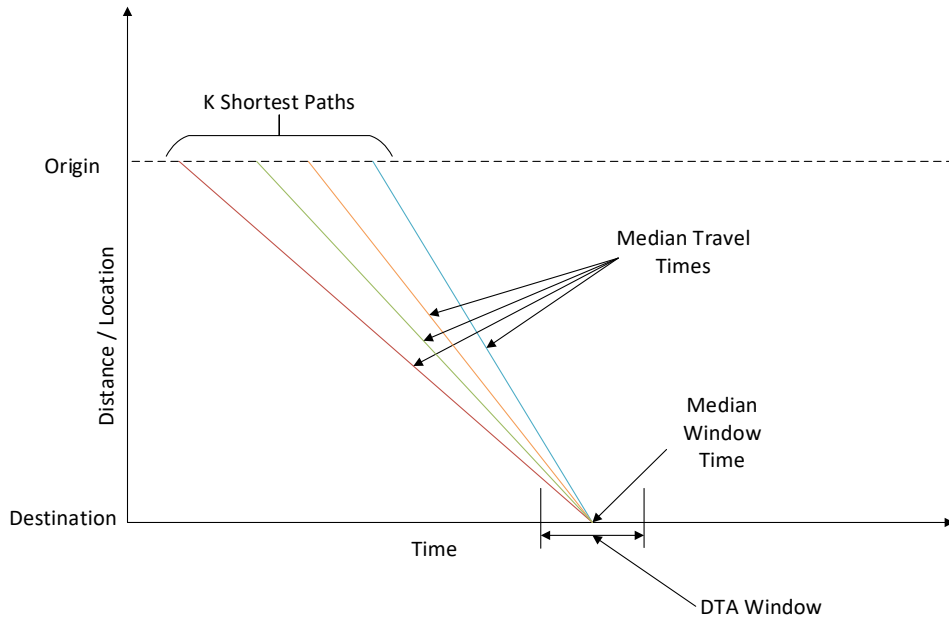 K Shortest Paths
Origin
Median Travel
Times
Distance / Location
Median
Window
Time
Destination
Time
DTA Window